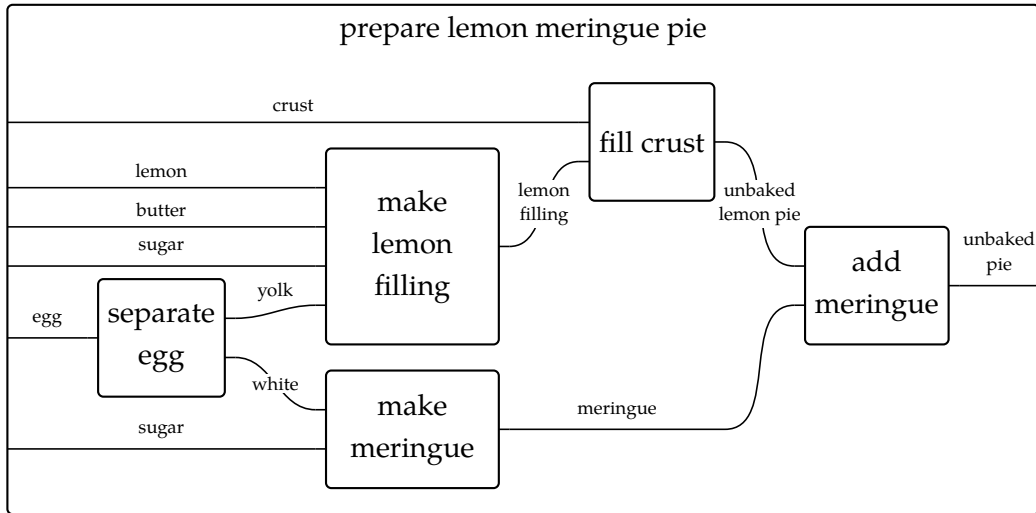 prepare lemon meringue pie
crust
fill crust
lemon
butter
sugar
make
lemon
filling
lemon
filling
unbaked
lemon pie
add
meringue
unbaked
pie
egg
separate
egg
yolk
white
sugar
make
meringue
meringue